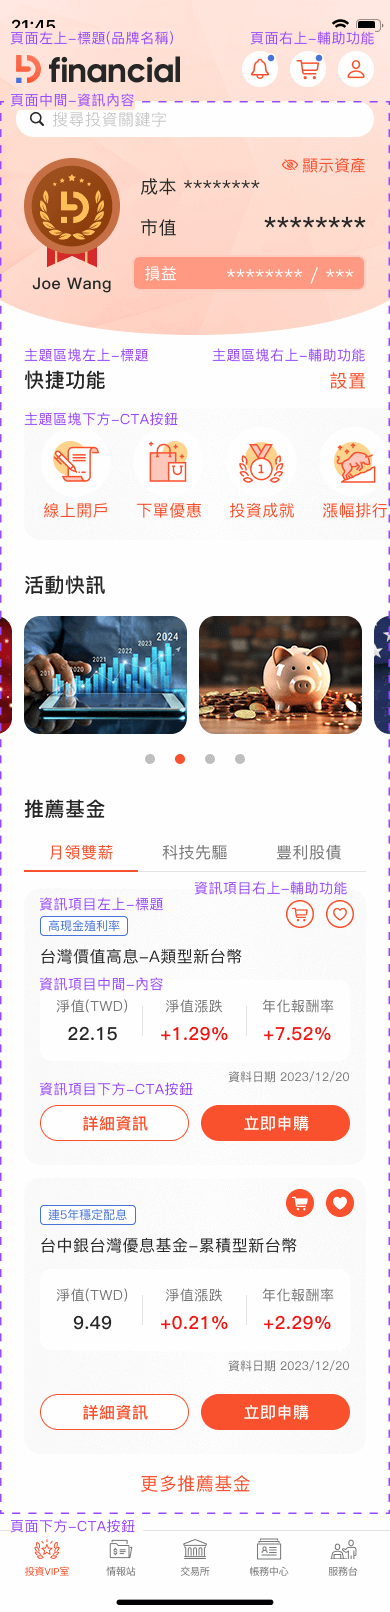 21:45
頁面左上-標題(品牌名稱) 頁面右上-輔助功能
financial
頁面中間-資訊內容
搜尋投資關鍵字
顯示資產
成本 ********
市值 ********
Joe Wang
損益 ******** / ***
主題區塊左上-標題 主題區塊右上-輔助功能
快捷功能 設置
主題區塊下方-CTA按鈕
線上開戶 下單優惠 投資成就 漲幅排行
活動快訊
2019 2020 2021 2022 2023 2024
推薦基金
月領雙薪 科技先驅 豐利股債
資訊項目右上-輔助功能
資訊項目左上-標題
高現金殖利率
台灣價值高息-A類型新台幣
資訊項目中間-內容
淨值(TWD) 淨值漲跌 年化報酬率
22.15 +1.29% +7.52%
資料日期 2023/12/20
資訊項目下方-CTA按鈕
詳細資訊 立即申購
連5年穩定配息
台中銀台灣優息基金-累積型新台幣
淨值(TWD) 淨值漲跌 年化報酬率
9.49 +0.21% +2.29%
資料日期 2023/12/20
詳細資訊 立即申購
更多推薦基金
頁面下方-CTA按鈕
投資VIP室 情報站 交易所 帳務中心 服務台